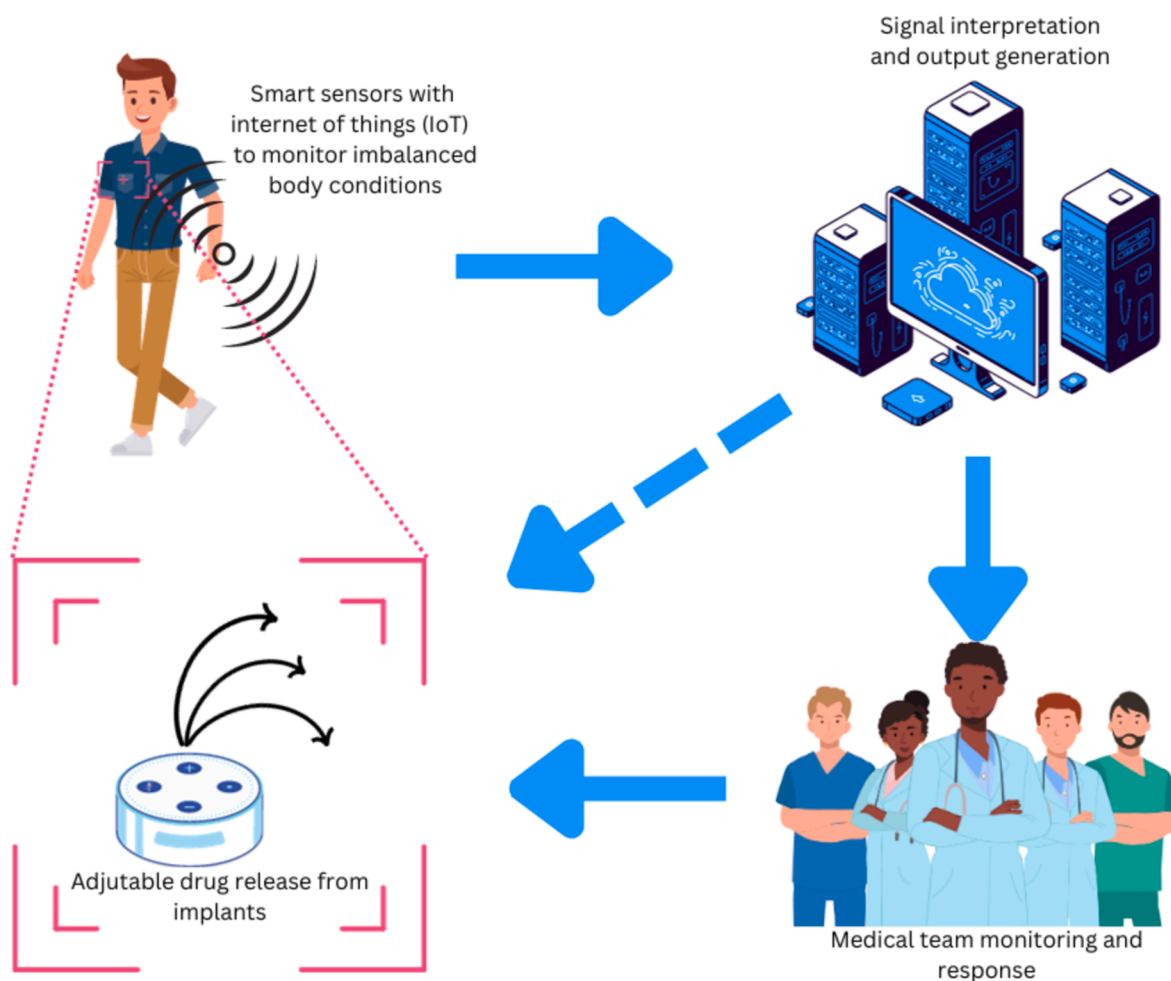 Smart sensors with
internet of things (IoT)
to monitor imbalanced
body conditions
Signal interpretation
and output generation
Adjutable drug release from
implants
Medical team monitoring and
response